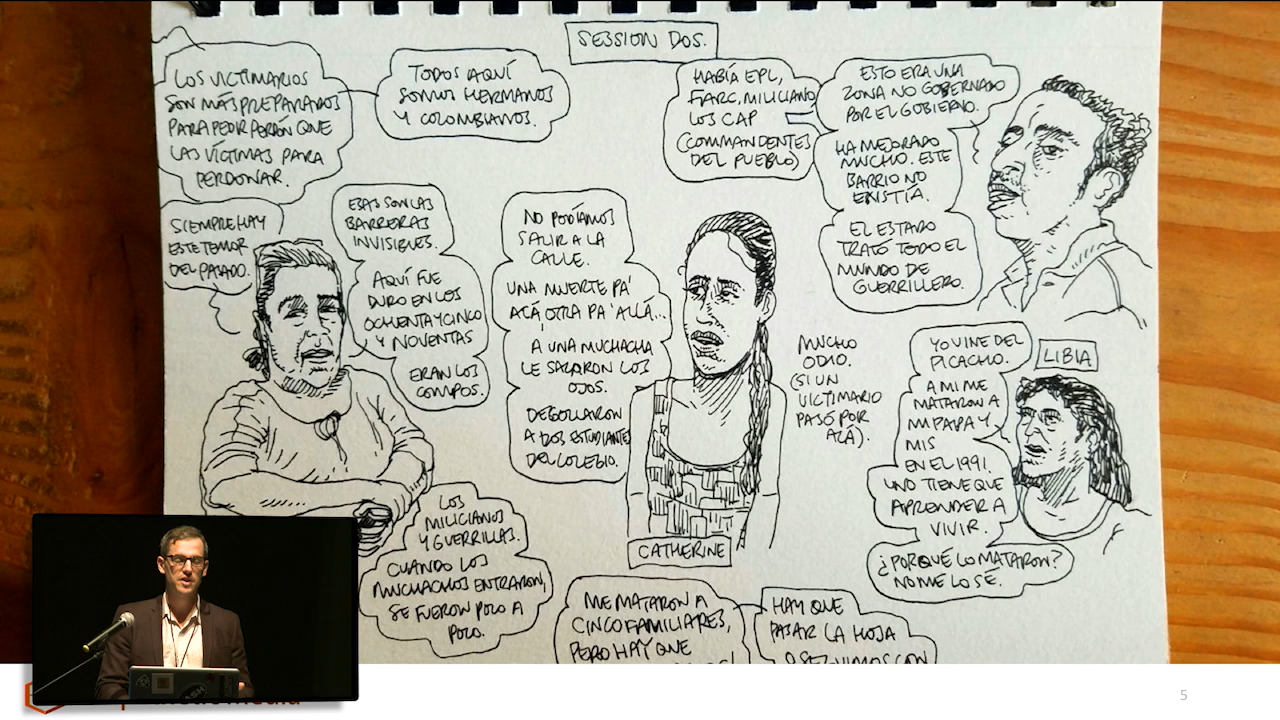 SESSION DOS.
LOS VICTIMARIOS
SON MÁS PREPARADOS
PARA PEDIR PERDÓN QUE
LAS VÍCTIMAS PARA
PERDONAR.
TODOS AQUÍ
SOMOS HERMANOS
Y COLOMBIANOS.
HABÍA EPL,
FARC, MILICIANO
LOS CAP
(COMMANDENTES
DEL PUEBLO)
ESTO ERA UNA
ZONA NO GOBERNADO
POR EL GOBIERNO.
HA MEJORADO
MUCHO. ESTE
BARRIO NO
EXISTÍA.
EL ESTADO
TRATÓ TODO EL
MUNDO DE
GUERRILLERO.
SIEMPRE HAY
ESTE TEMOR
DEL PASADO.
ESAS SON LAS
BARRERAS
INVISIBLES.
AQUÍ FUE
DURO EN LOS
OCHENTA Y CINCO
Y NOVENTAS
ERAN LOS
COMPOS.
NO PODÍAMOS
SALIR A LA
CALLE.
UNA MUERTE PA'
ACÁ, OTRA PA' ALLÁ...
A UNA MUCHACHA
LE SACARON LOS
OJOS.
DEGOLLARON
A DOS ESTUDIANTES
DEL COLEGIO.
CATHERINE
MUCHO
ODIO.
(SI UN
VICTIMARIO
PASÓ POR
ACÁ).
YO VINE DEL
PICACHO.
LIBIA
A MI ME
MATARON A
MI PAPA Y
MIS
EN EL 1991.
UNO TIENE QUE
APRENDER A
VIVIR.
¿PORQUÉ LO MATARON?
NO ME LO SÉ.
LOS
MILICIANOS
Y GUERRILLAS.
CUANDO LOS
MUCHACHOS ENTRARON,
SE FUERON POCO A
POCO.
ME MATARON A
CINCO FAMILIARES,
PERO HAY QUE
HAY QUE
PASAR LA HOJA
5